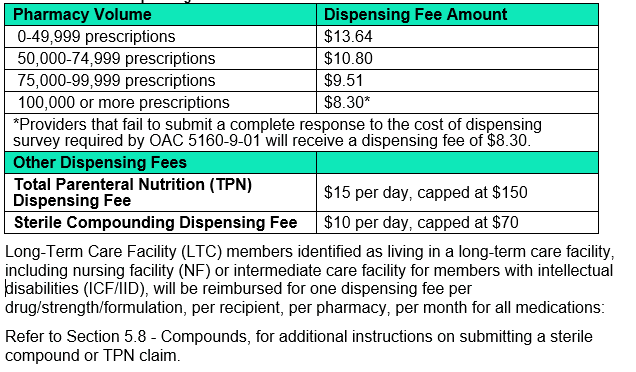 Pharmacy Volume Dispensing Fee Amount
0-49,999 prescriptions $13.64
50,000-74,999 prescriptions $10.80
75,000-99,999 prescriptions $9.51
100,000 or more prescriptions $8.30*
*Providers that fail to submit a complete response to the cost of dispensing
survey required by OAC 5160-9-01 will receive a dispensing fee of $8.30.
Other Dispensing Fees
Total Parenteral Nutrition (TPN)
Dispensing Fee $15 per day, capped at $150
Sterile Compounding Dispensing Fee $10 per day, capped at $70
Long-Term Care Facility (LTC) members identified as living in a long-term care facility,
including nursing facility (NF) or intermediate care facility for members with intellectual
disabilities (ICF/IID), will be reimbursed for one dispensing fee per
drug/strength/formulation, per recipient, per pharmacy, per month for all medications:
Refer to Section 5.8 - Compounds, for additional instructions on submitting a sterile
compound or TPN claim.